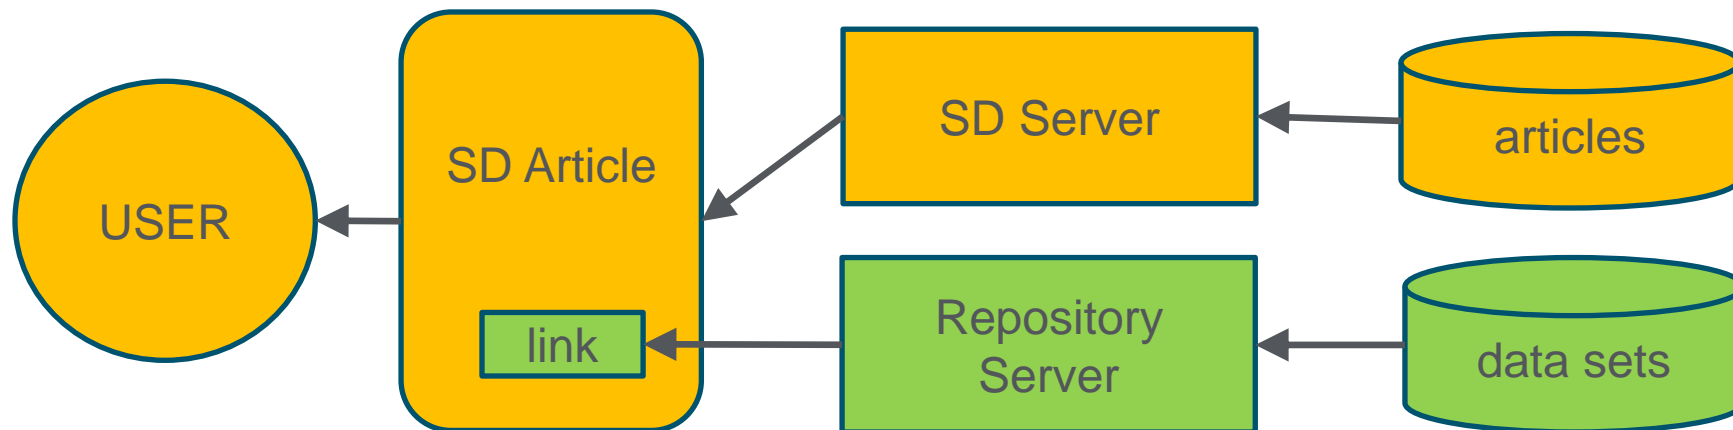 USER
SD Article
link
SD Server
Repository
Server
articles
data sets